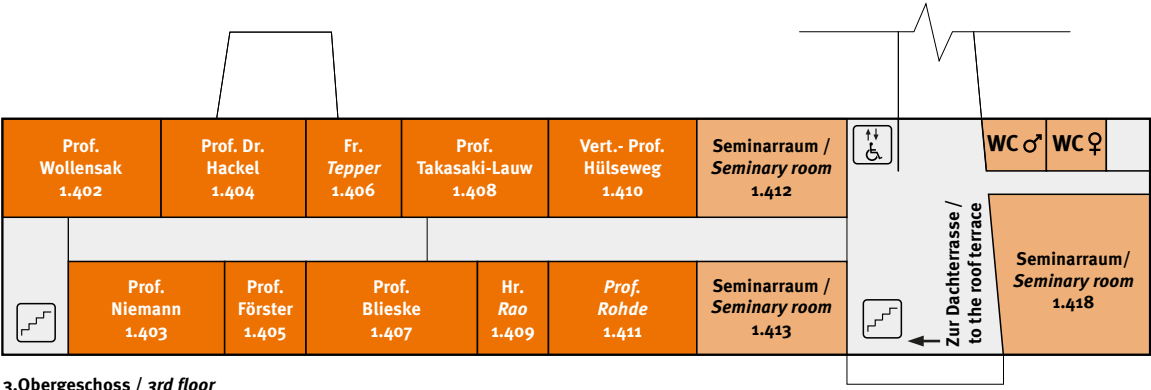 Prof.
Wollensak
1.402
Prof. Dr.
Hackel
1.404
Fr.
Tepper
1.406
Prof.
Takasaki-Lauw
1.408
Vert.- Prof.
Hülseweg
1.410
Seminarraum /
Seminary room
1.412
WC ♂
WC ♀
Prof.
Niemann
1.403
Prof.
Förster
1.405
Prof.
Blieske
1.407
Hr.
Rao
1.409
Prof.
Rohde
1.411
Seminarraum /
Seminary room
1.413
Zur Dachterrasse /
to the roof terrace
Seminarraum/
Seminary room
1.418
3.Obergeschoss / 3rd floor